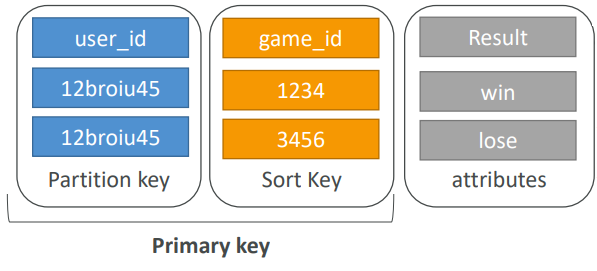 user_id game_id Result
12broiu45 1234 win
12broiu45 3456 lose
Partition key Sort Key attributes
Primary key